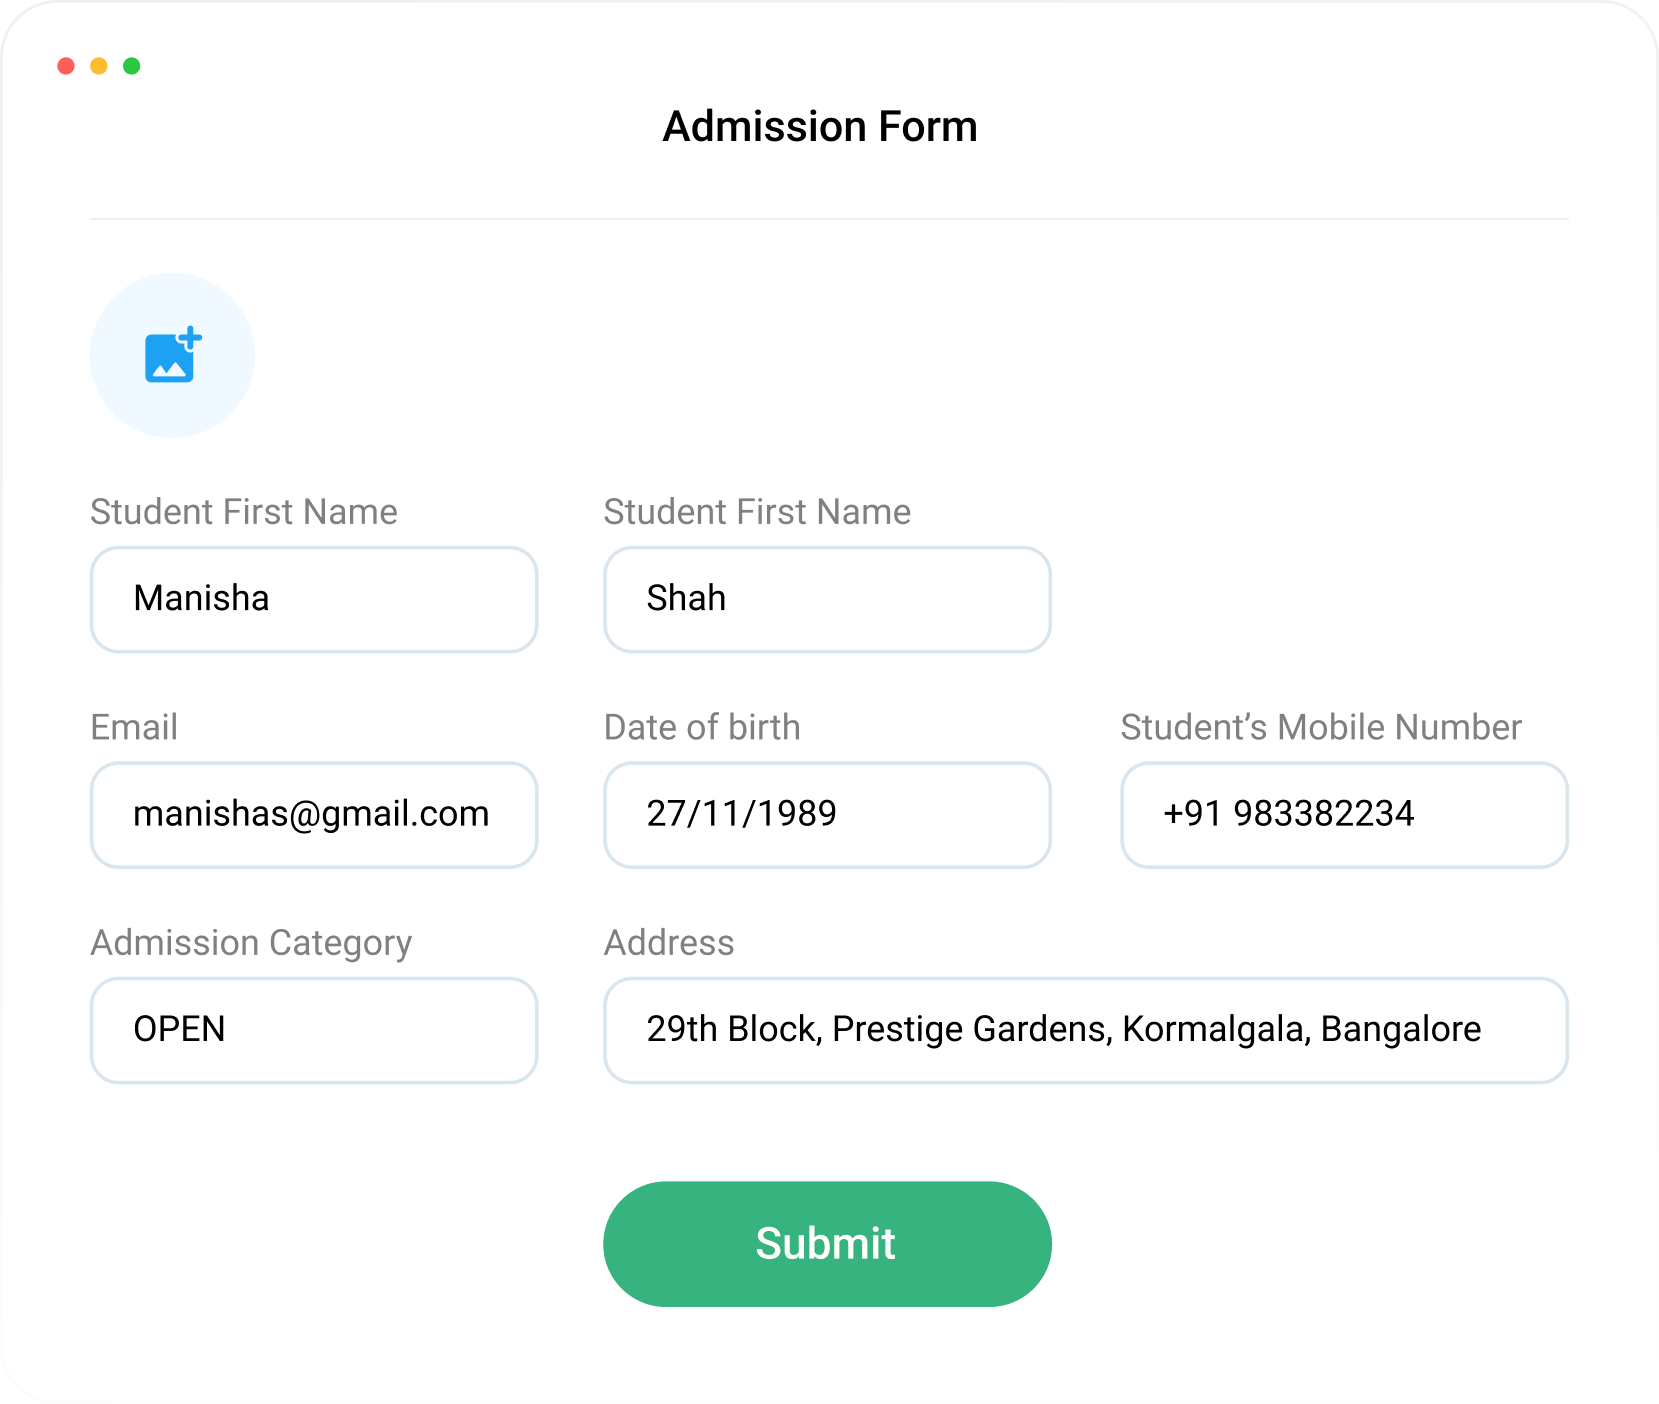 Admission Form
Student First Name
Student First Name
Manisha
Shah
Email
Date of birth
Student’s Mobile Number
manishas@gmail.com
27/11/1989
+91 983382234
Admission Category
Address
OPEN
29th Block, Prestige Gardens, Kormalgala, Bangalore
Submit